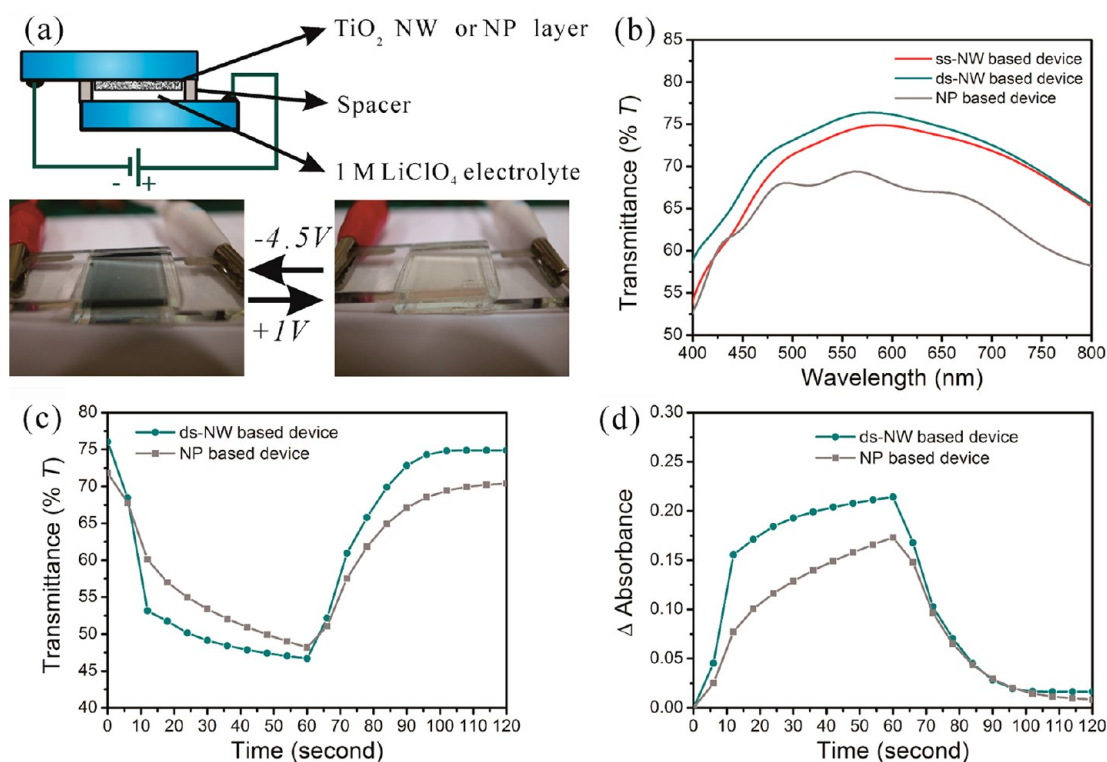 (a)
TiO₂ NW or NP layer
Spacer
1 M LiClO₄ electrolyte
- +
-4.5V
+1V
(b)
85
80
75
70
65
60
55
50
Transmittance (% T)
ss-NW based device
ds-NW based device
NP based device
400 450 500 550 600 650 700 750 800
Wavelength (nm)
(c)
80
75
70
65
60
55
50
45
40
Transmittance (% T)
ds-NW based device
NP based device
0 10 20 30 40 50 60 70 80 90 100 110 120
Time (second)
(d)
0.30
0.25
0.20
0.15
0.10
0.05
0.00
Δ Absorbance
ds-NW based device
NP based device
0 10 20 30 40 50 60 70 80 90 100 110 120
Time (second)